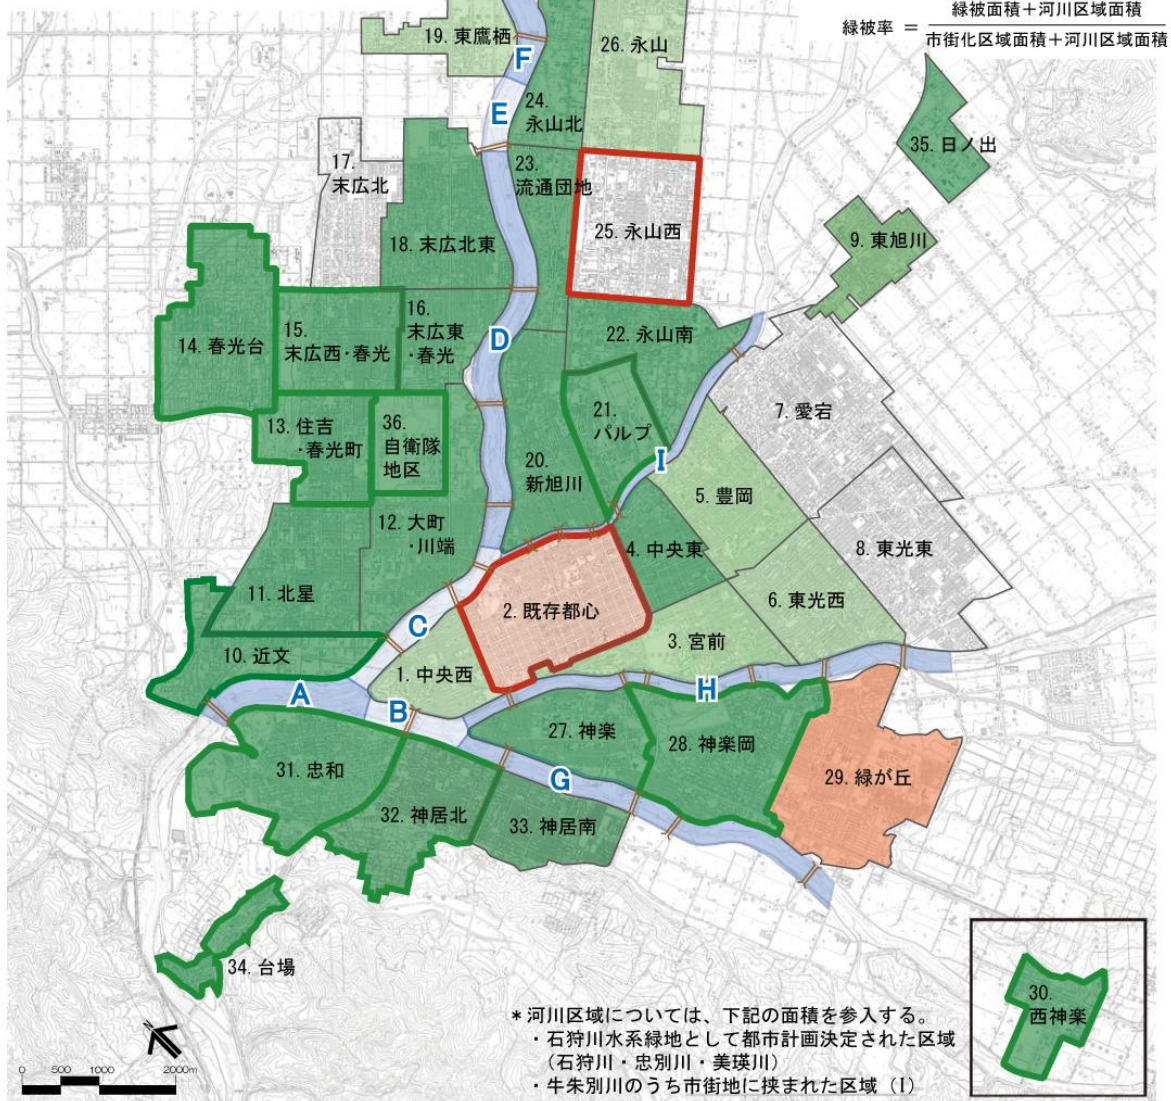 緑被面積＋河川区域面積
緑被率 ＝
市街化区域面積＋河川区域面積
19. 東鷹栖
26. 永山
F
E
24.
永山北
35. 日ノ出
17.
末広北
23.
流通団地
25. 永山西
9. 東旭川
18. 末広北東
14. 春光台
15.
末広西・春光
16.
末広東
・春光
D
22. 永山南
7. 愛宕
21.
パルプ
13. 住吉
・春光町
36.
自衛隊
地区
20.
新旭川
I
5. 豊岡
12. 大町
・川端
4. 中央東
8. 東光東
11. 北星
2. 既存都心
6. 東光西
C
3. 宮前
10. 近文
1. 中央西
A
B
H
27. 神楽
28. 神楽岡
31. 忠和
G
29. 緑が丘
32. 神居北
33. 神居南
34. 台場
30.
西神楽
＊河川区域については、下記の面積を参入する。
・石狩川水系緑地として都市計画決定された区域
（石狩川・忠別川・美瑛川）
・牛朱別川のうち市街地に挟まれた区域（I）
N
0 500 1000 2000m